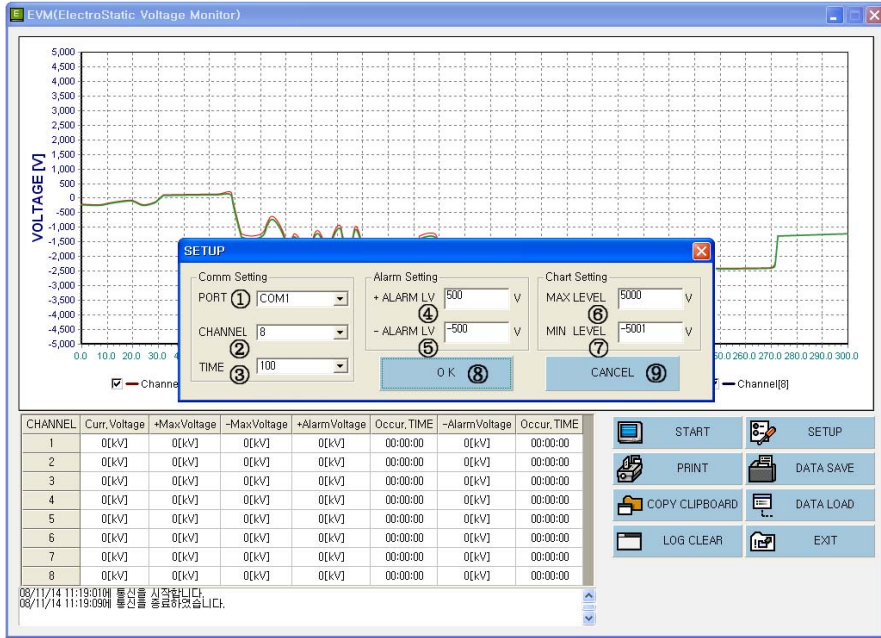 EVM(ElectroStatic Voltage Monitor)
5,000
4,500
4,000
3,500
3,000
2,500
2,000
1,500
1,000
500
0
-500
-1,000
-1,500
-2,000
-2,500
-3,000
-3,500
-4,000
-4,500
-5,000
VOLTAGE [V]
0.0 10.0 20.0 30.0 260.0 270.0 280.0 290.0 300.0
Channel[8]
SETUP
Comm Setting Alarm Setting Chart Setting
PORT ① COM1 + ALARM LV 500 V MAX LEVEL 5000 V
④ ⑥
CHANNEL 8 - ALARM LV -500 V MIN LEVEL -5001 V
② ⑤ ⑦
TIME ③ 100 OK ⑧ CANCEL ⑨
CHANNEL Curr,Voltage +MaxVoltage -MaxVoltage +AlarmVoltage Occur,TIME -AlarmVoltage Occur,TIME
1 0[kV] 0[kV] 0[kV] 0[kV] 00:00:00 0[kV] 00:00:00
2 0[kV] 0[kV] 0[kV] 0[kV] 00:00:00 0[kV] 00:00:00
3 0[kV] 0[kV] 0[kV] 0[kV] 00:00:00 0[kV] 00:00:00
4 0[kV] 0[kV] 0[kV] 0[kV] 00:00:00 0[kV] 00:00:00
5 0[kV] 0[kV] 0[kV] 0[kV] 00:00:00 0[kV] 00:00:00
6 0[kV] 0[kV] 0[kV] 0[kV] 00:00:00 0[kV] 00:00:00
7 0[kV] 0[kV] 0[kV] 0[kV] 00:00:00 0[kV] 00:00:00
8 0[kV] 0[kV] 0[kV] 0[kV] 00:00:00 0[kV] 00:00:00
START SETUP
PRINT DATA SAVE
COPY CLIPBOARD DATA LOAD
LOG CLEAR EXIT
08/11/14 11:19:01에 통신을 시작합니다.
08/11/14 11:19:09에 통신을 종료하였습니다.